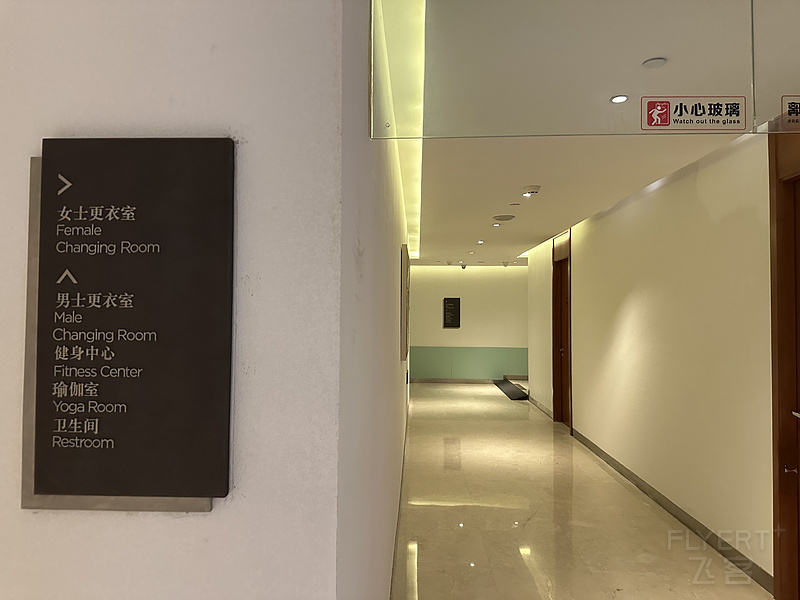 女士更衣室
Female
Changing Room
男士更衣室
Male
Changing Room
健身中心
Fitness Center
瑜伽室
Yoga Room
卫生间
Restroom
小心玻璃
Watch out the glass
FLYERT+
飞客